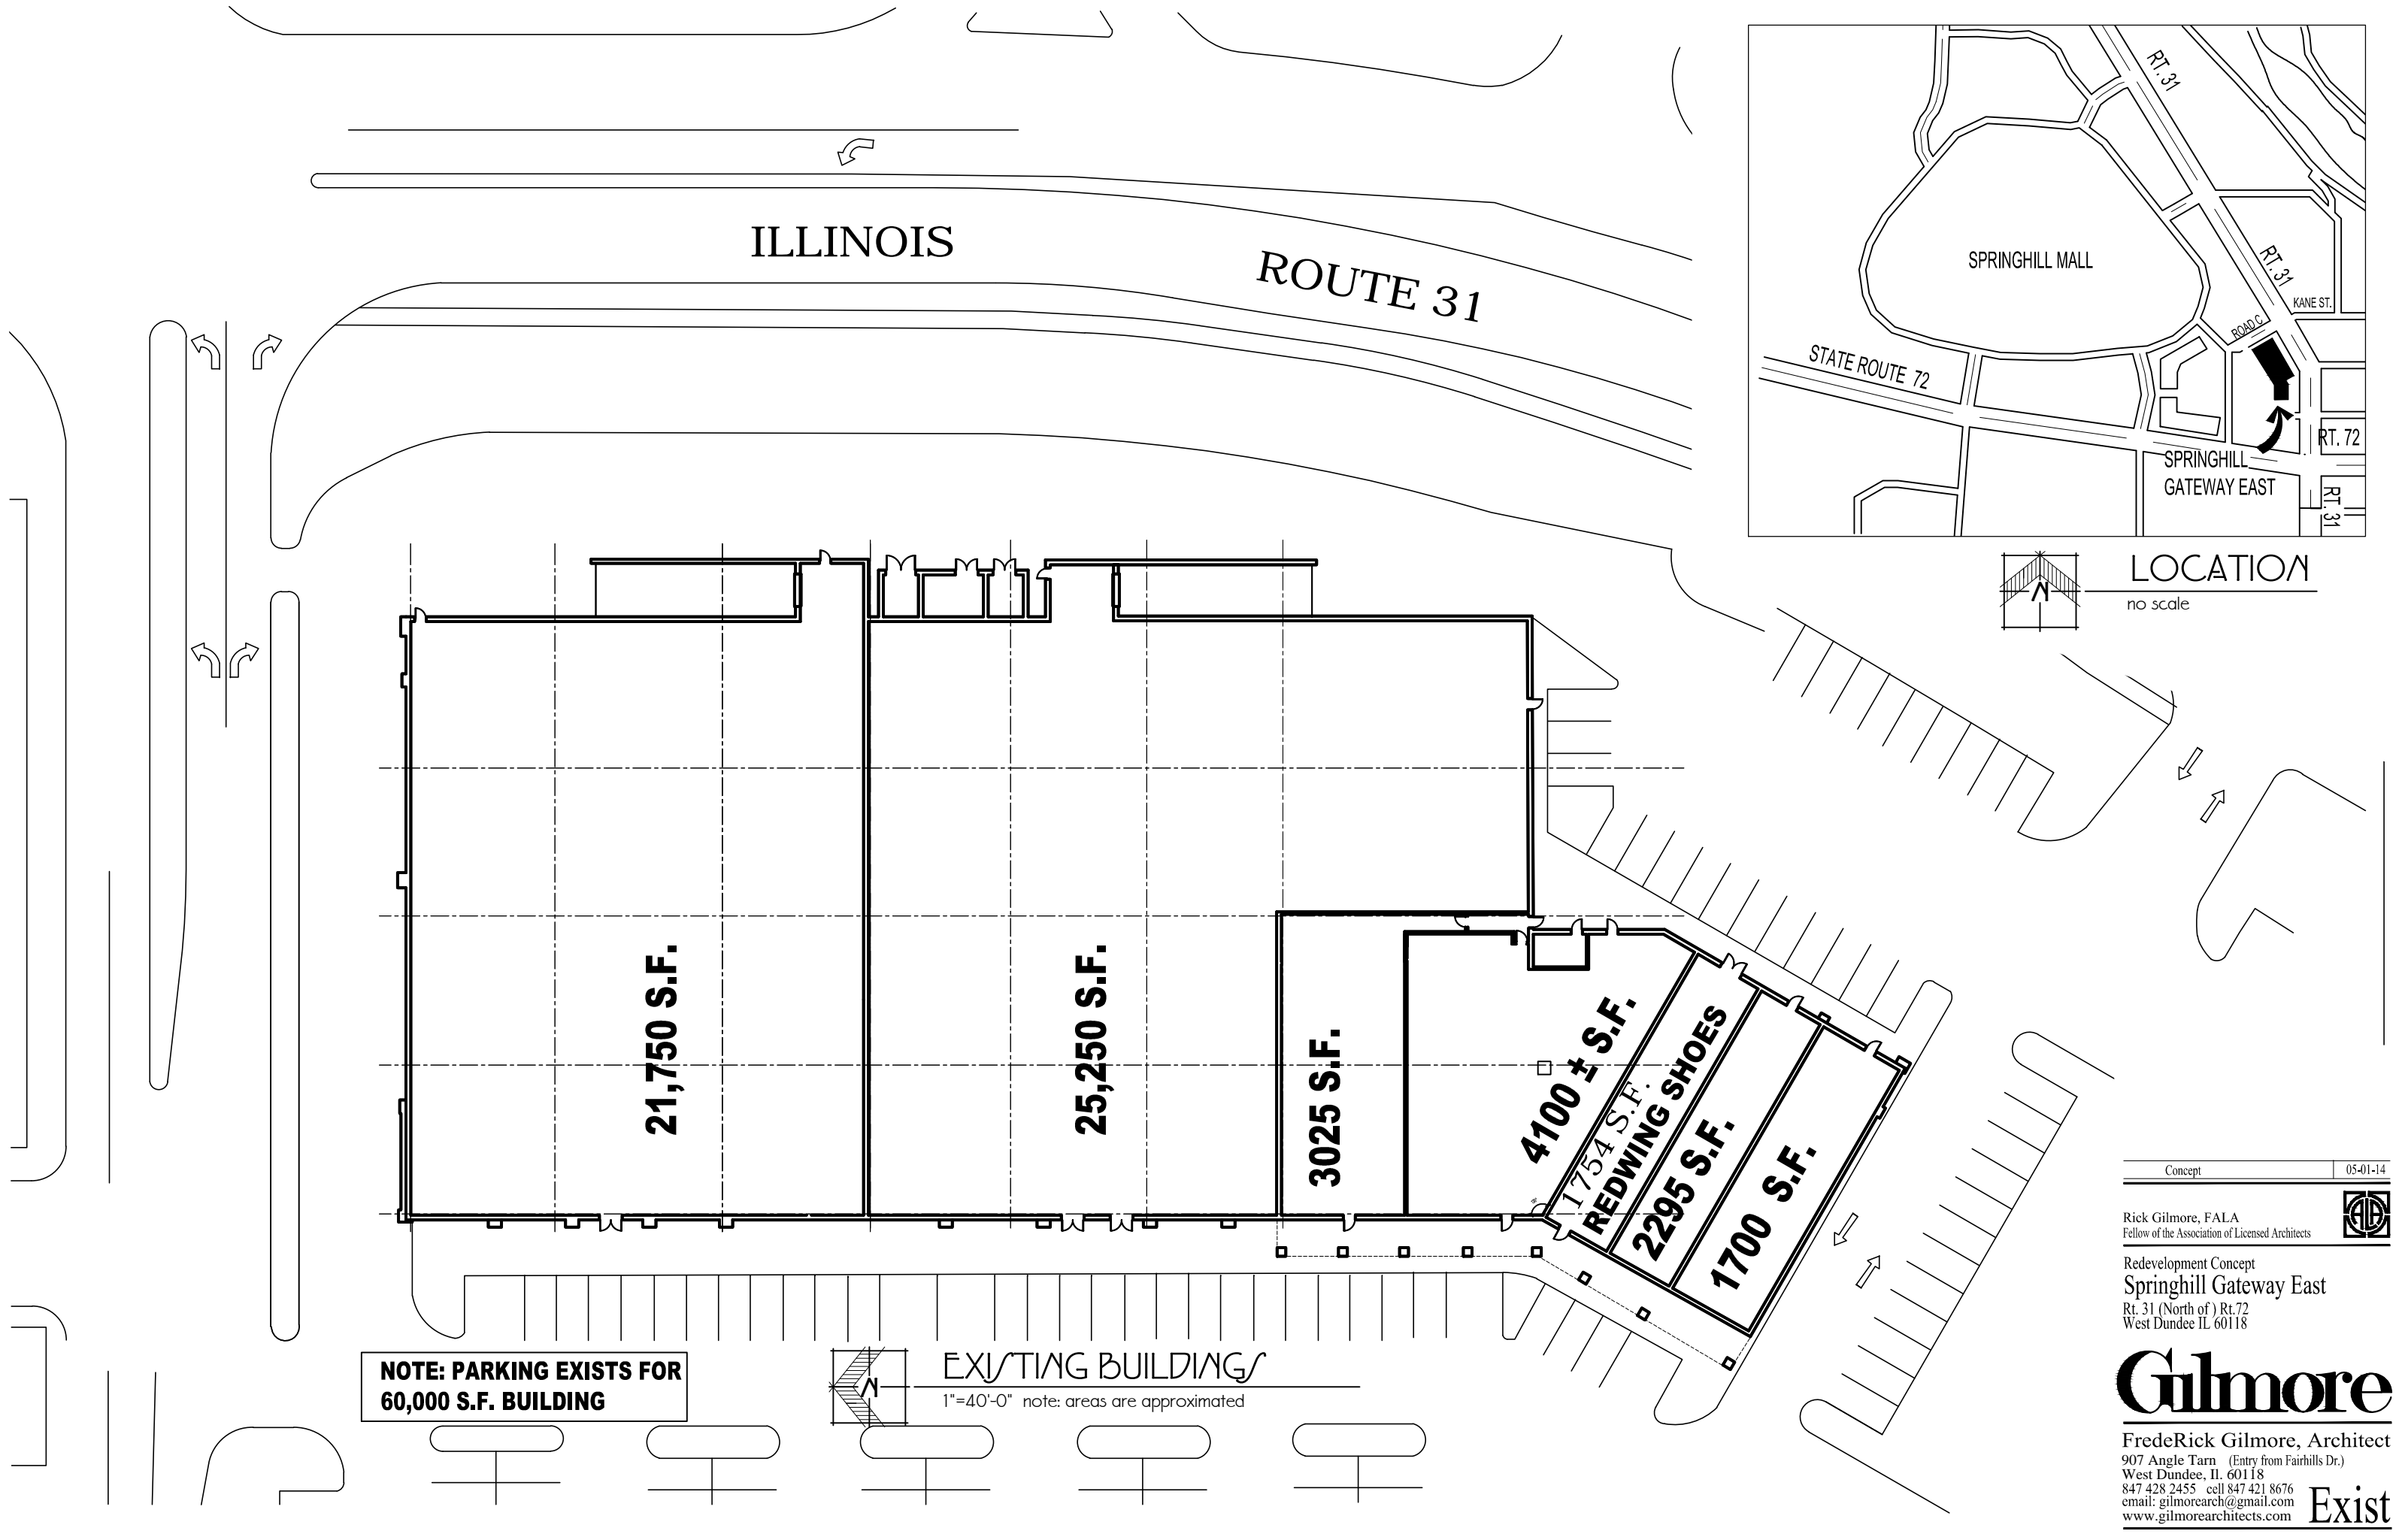 ILLINOIS
ROUTE 31
RT. 31
SPRINGHILL MALL
RT. 31
KANE ST.
ROAD C
STATE ROUTE 72
RT. 72
SPRINGHILL
GATEWAY EAST
RT. 31
N
LOCATION
no scale
21,750 S.F.
25,250 S.F.
3025 S.F.
4100 ± S.F.
1754 S.F.
REDWING SHOES
2295 S.F.
1700 S.F.
NOTE: PARKING EXISTS FOR
60,000 S.F. BUILDING
N
EXISTING BUILDINGS
1"=40'-0" note: areas are approximated
Concept 05-01-14
Rick Gilmore, FALA
Fellow of the Association of Licensed Architects
ALA
Redevelopment Concept
Springhill Gateway East
Rt. 31 (North of ) Rt.72
West Dundee IL 60118
Gilmore
FredeRick Gilmore, Architect
907 Angle Tarn (Entry from Fairhills Dr.)
West Dundee, Il. 60118
847 428 2455 cell 847 421 8676
email: gilmorearch@gmail.com
www.gilmorearchitects.com
Exist